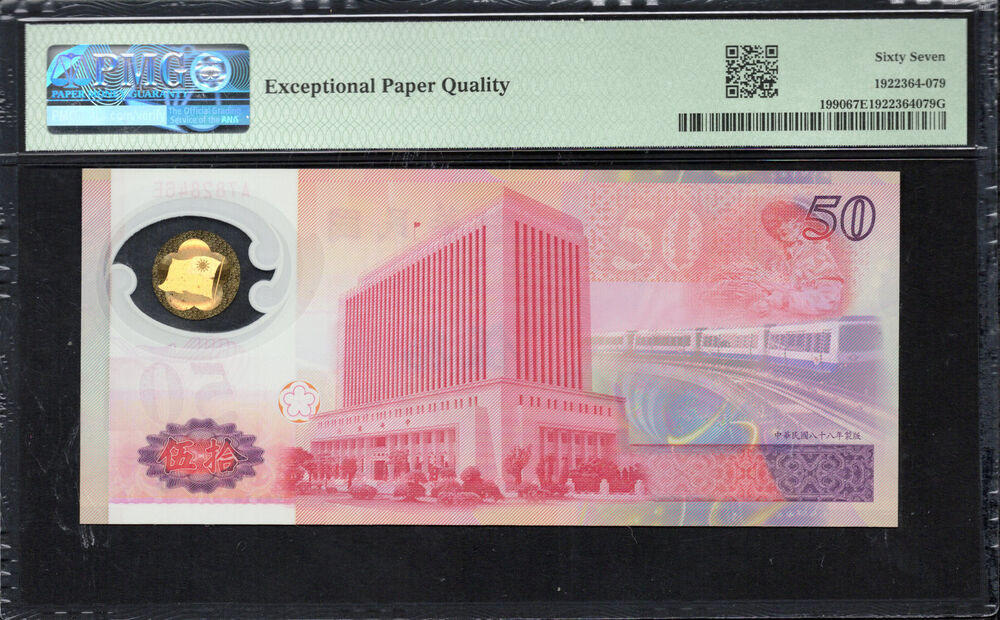 PMG
PAPER MONEY GUARANTY
PMGnotes.com/verify
The Official Grading
Service of the ANA
Exceptional Paper Quality
Sixty Seven
1922364-079
199067E1922364079G
50
50
伍拾
中華民國八十八年製版